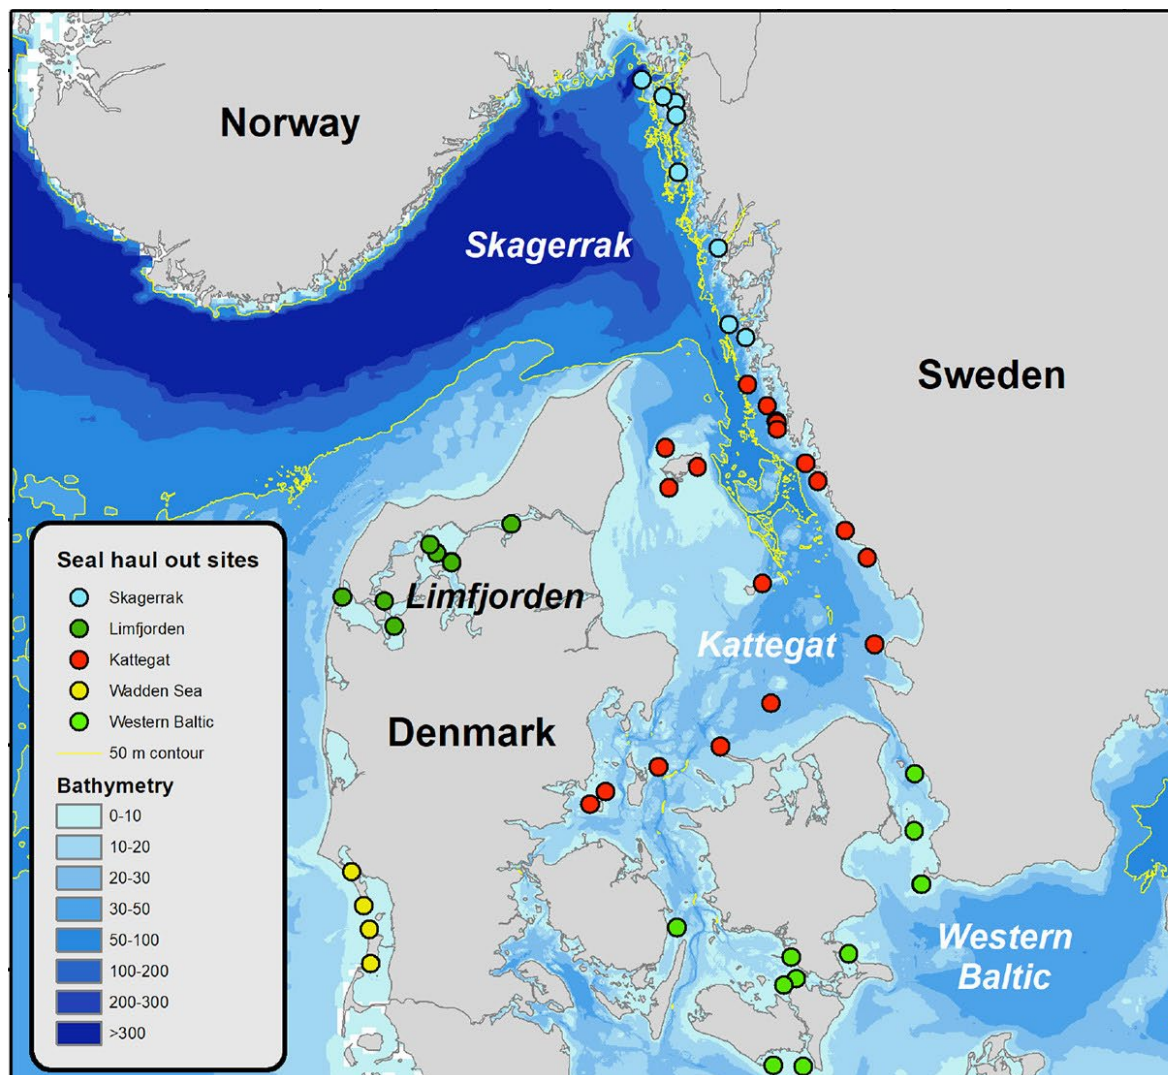 Norway
Skagerrak
Sweden
Limfjorden
Kattegat
Denmark
Western
Baltic
Seal haul out sites
Skagerrak
Limfjorden
Kattegat
Wadden Sea
Western Baltic
50 m contour
Bathymetry
0-10
10-20
20-30
30-50
50-100
100-200
200-300
>300